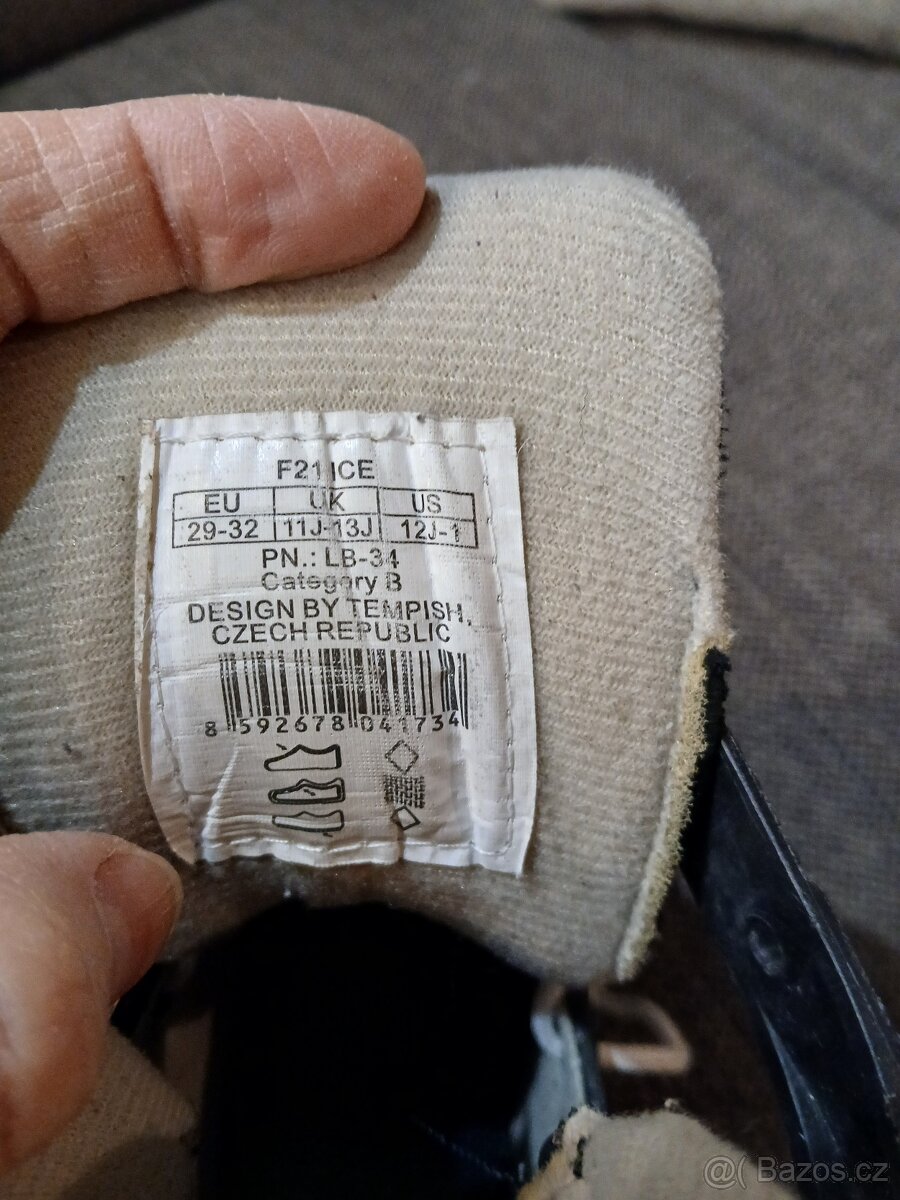 F21 ICE
EU UK US
29-32 11J-13J 12J-1
PN.: LB-34
Category B
DESIGN BY TEMPISH,
CZECH REPUBLIC
8 592678 041734
@( Bazos.cz